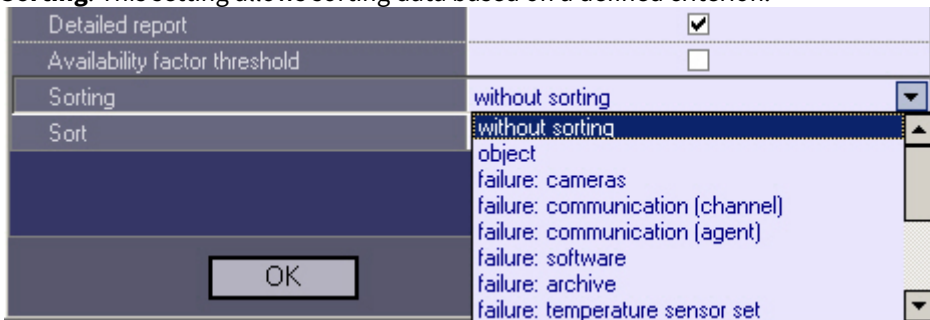 Sorting: This setting allows sorting data based on a defined criterion.
Detailed report
Availability factor threshold
Sorting without sorting
Sort without sorting
object
failure: cameras
failure: communication (channel)
failure: communication (agent)
failure: software
OK failure: archive
failure: temperature sensor set